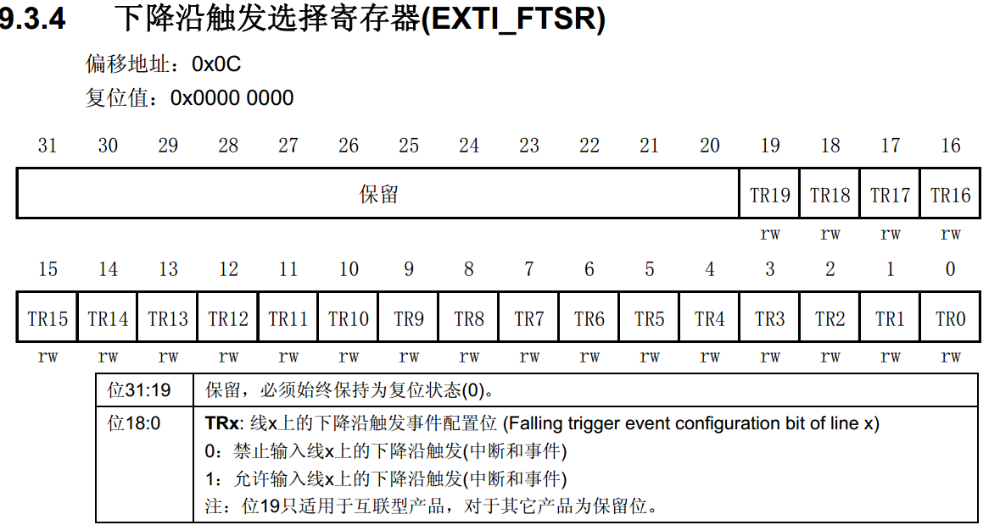 9.3.4 下降沿触发选择寄存器(EXTI_FTSR)
偏移地址：0x0C
复位值：0x0000 0000
31 30 29 28 27 26 25 24 23 22 21 20 19 18 17 16
保留 TR19 TR18 TR17 TR16
rw rw rw rw
15 14 13 12 11 10 9 8 7 6 5 4 3 2 1 0
TR15 TR14 TR13 TR12 TR11 TR10 TR9 TR8 TR7 TR6 TR5 TR4 TR3 TR2 TR1 TR0
rw rw rw rw rw rw rw rw rw rw rw rw rw rw rw rw
位31:19 保留，必须始终保持为复位状态(0)。
位18:0 TRx: 线x上的下降沿触发事件配置位 (Falling trigger event configuration bit of line x)
0：禁止输入线x上的下降沿触发(中断和事件)
1：允许输入线x上的下降沿触发(中断和事件)
注：位19只适用于互联型产品，对于其它产品为保留位。